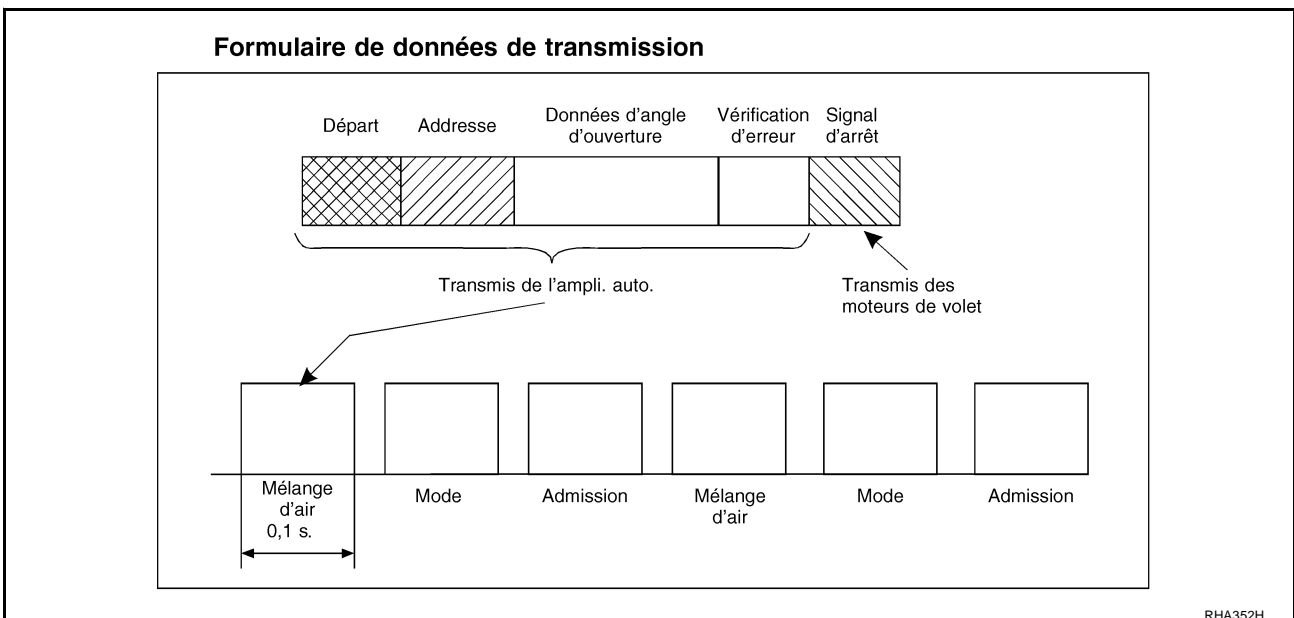 Formulaire de données de transmission
Départ
Addresse
Données d'angle
d'ouverture
Vérification
d'erreur
Signal
d'arrêt
Transmis de l'ampli. auto.
Transmis des
moteurs de volet
Mélange
d'air
0,1 s.
Mode
Admission
Mélange
d'air
Mode
Admission
RHA352H